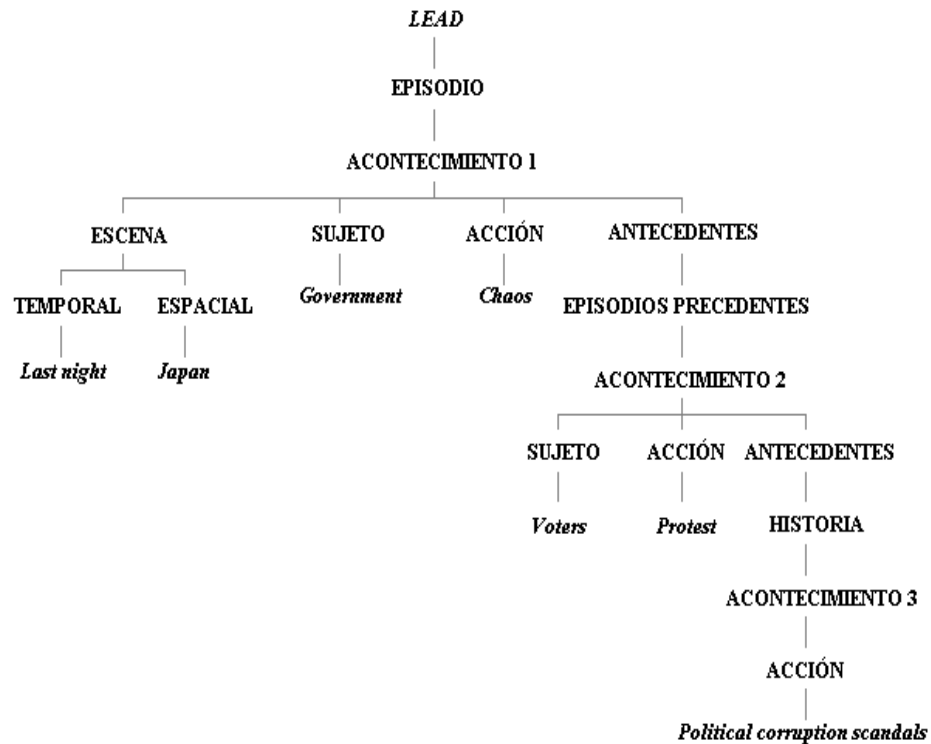 LEAD
EPISODIO
ACONTECIMIENTO 1
ESCENA SUJETO ACCIÓN ANTECEDENTES
TEMPORAL ESPACIAL Government Chaos EPISODIOS PRECEDENTES
Last night Japan ACONTECIMIENTO 2
SUJETO ACCIÓN ANTECEDENTES
Voters Protest HISTORIA
ACONTECIMIENTO 3
ACCIÓN
Political corruption scandals